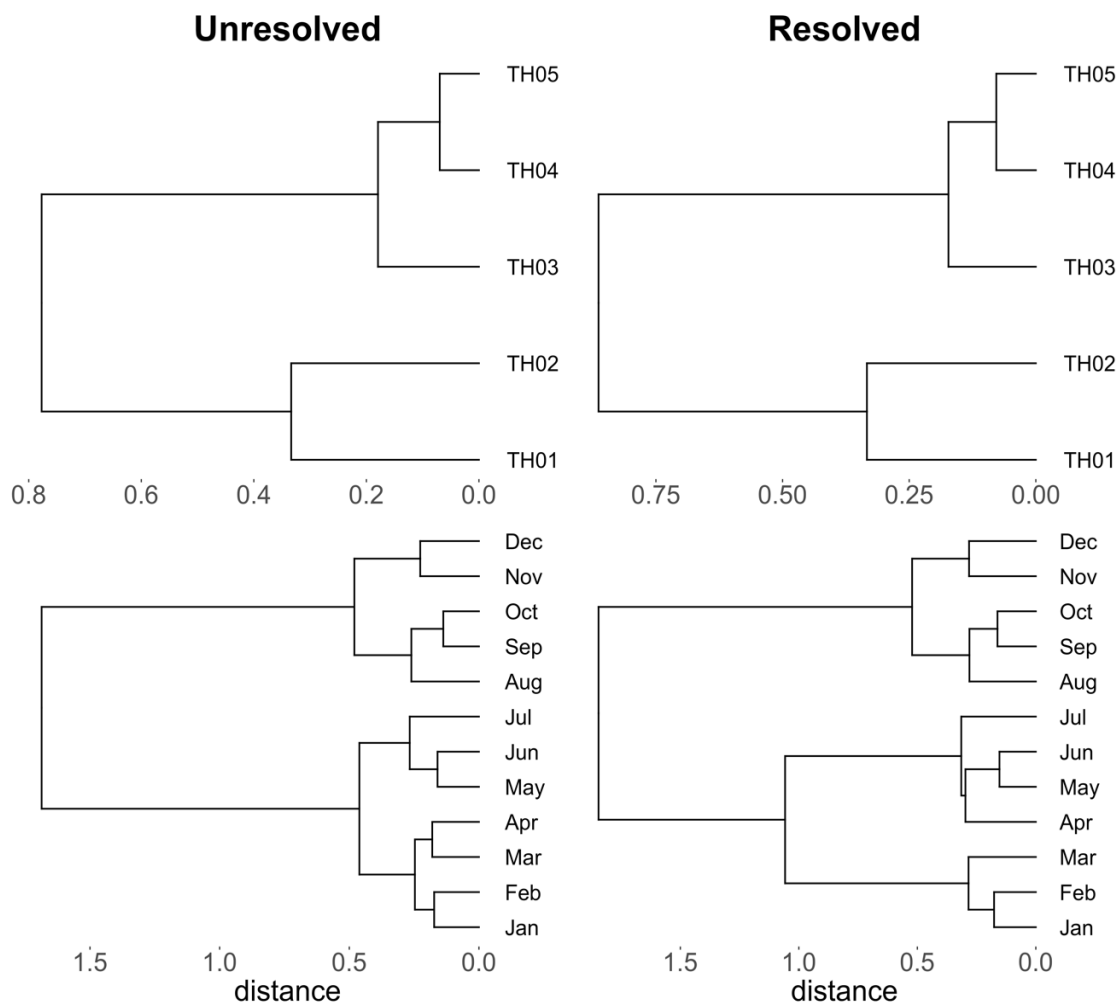 Unresolved
TH05
TH04
TH03
TH02
TH01
0.8 0.6 0.4 0.2 0.0
Resolved
TH05
TH04
TH03
TH02
TH01
0.75 0.50 0.25 0.00
Dec
Nov
Oct
Sep
Aug
Jul
Jun
May
Apr
Mar
Feb
Jan
1.5 1.0 0.5 0.0
distance
Dec
Nov
Oct
Sep
Aug
Jul
Jun
May
Apr
Mar
Feb
Jan
1.5 1.0 0.5 0.0
distance